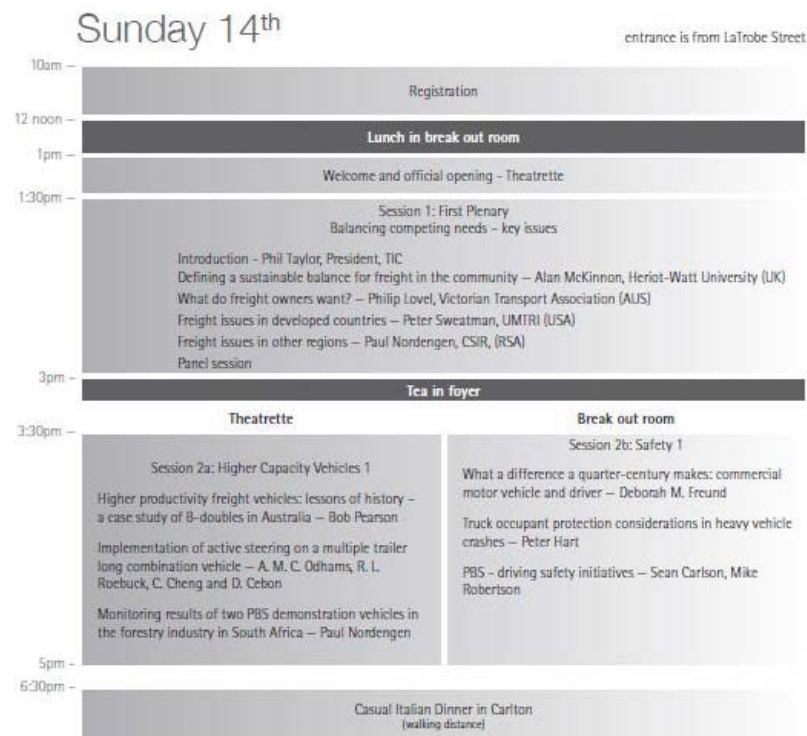 Sunday 14th
entrance is from LaTrobe Street
10am –
Registration
12 noon –
Lunch in break out room
1pm –
Welcome and official opening - Theatrette
1:30pm –
Session 1: First Plenary
Balancing competing needs – key issues
Introduction - Phil Taylor, President, TIC
Defining a sustainable balance for freight in the community — Alan McKinnon, Heriot-Watt University (UK)
What do freight owners want? — Philip Lovel, Victorian Transport Association (AUS)
Freight issues in developed countries — Peter Sweatman, UMTRI (USA)
Freight issues in other regions — Paul Nordengen, CSIR, (RSA)
Panel session
3pm –
Tea in foyer
Theatrette
Break out room
3:30pm –
Session 2a: Higher Capacity Vehicles 1
Higher productivity freight vehicles: lessons of history –
a case study of B-doubles in Australia — Bob Pearson
Implementation of active steering on a multiple trailer
long combination vehicle — A. M. C. Odhams, R. L.
Roebuck, C. Cheng and D. Cebon
Monitoring results of two PBS demonstration vehicles in
the forestry industry in South Africa — Paul Nordengen
Session 2b: Safety 1
What a difference a quarter-century makes: commercial
motor vehicle and driver — Deborah M. Freund
Truck occupant protection considerations in heavy vehicle
crashes — Peter Hart
PBS - driving safety initiatives — Sean Carlson, Mike
Robertson
5pm –
6:30pm –
Casual Italian Dinner in Carlton
(walking distance)